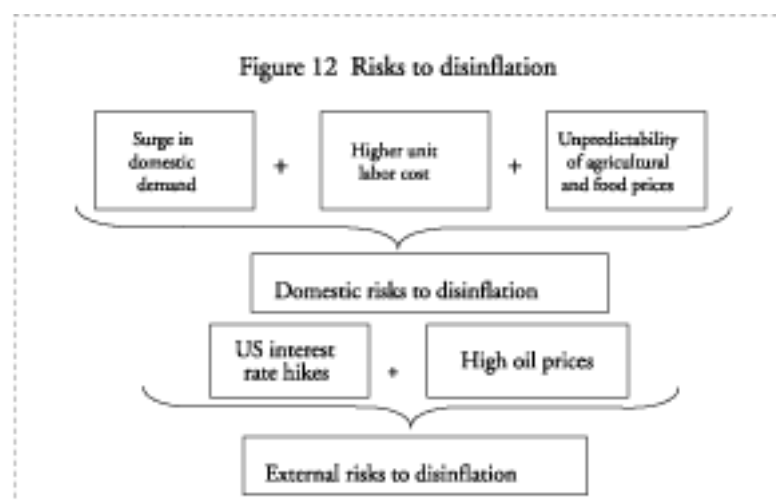 Figure 12 Risks to disinflation
Surge in
domestic
demand
+
Higher unit
labor cost
+
Unpredictability
of agricultural
and food prices
Domestic risks to disinflation
US interest
rate hikes
+
High oil prices
External risks to disinflation